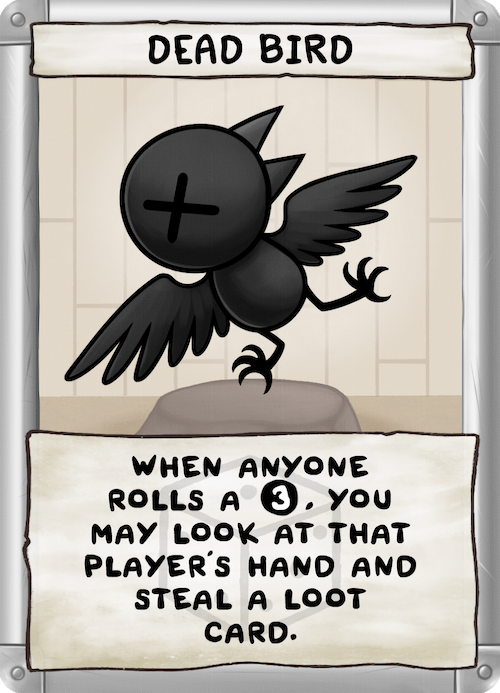 DEAD BIRD
WHEN ANYONE
ROLLS A 3, YOU
MAY LOOK AT THAT
PLAYER'S HAND AND
STEAL A LOOT
CARD.